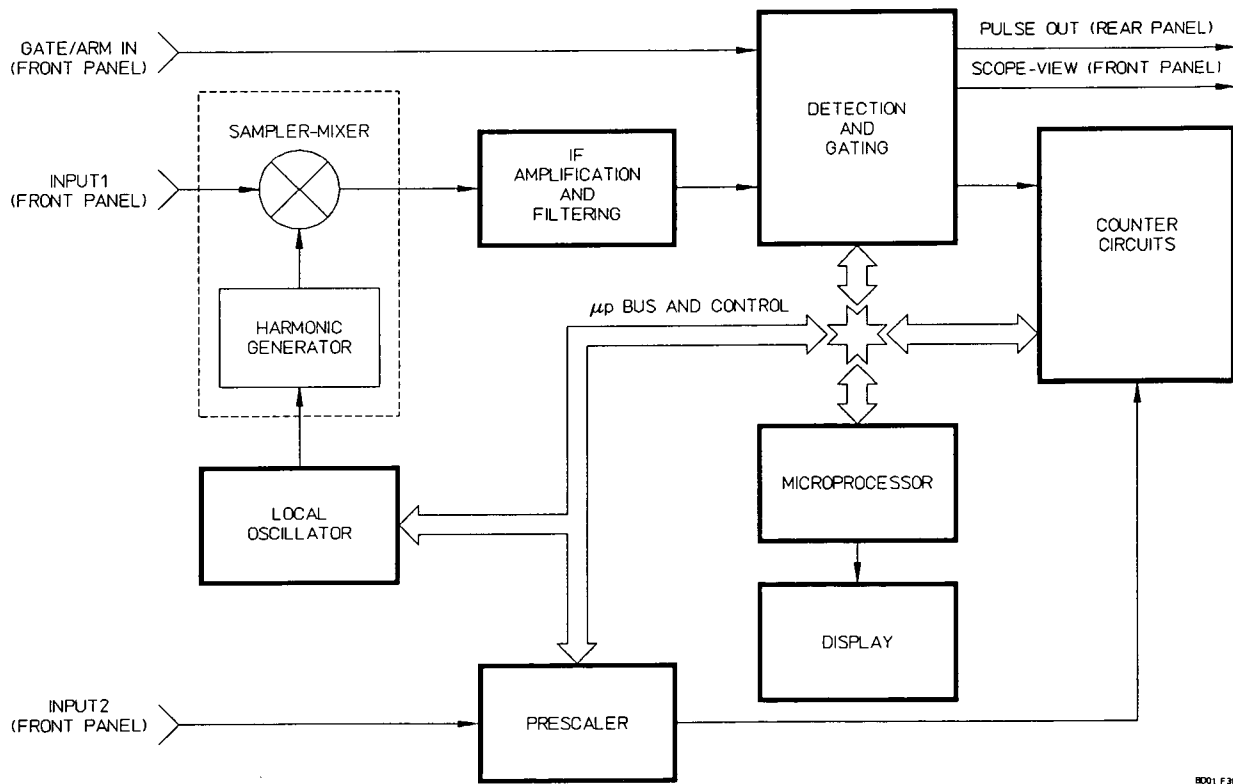 GATE/ARM IN
(FRONT PANEL)
PULSE OUT (REAR PANEL)
SCOPE-VIEW (FRONT PANEL)
DETECTION
AND
GATING
SAMPLER-MIXER
INPUT1
(FRONT PANEL)
IF
AMPLIFICATION
AND
FILTERING
COUNTER
CIRCUITS
HARMONIC
GENERATOR
μp BUS AND CONTROL
LOCAL
OSCILLATOR
MICROPROCESSOR
DISPLAY
INPUT2
(FRONT PANEL)
PRESCALER